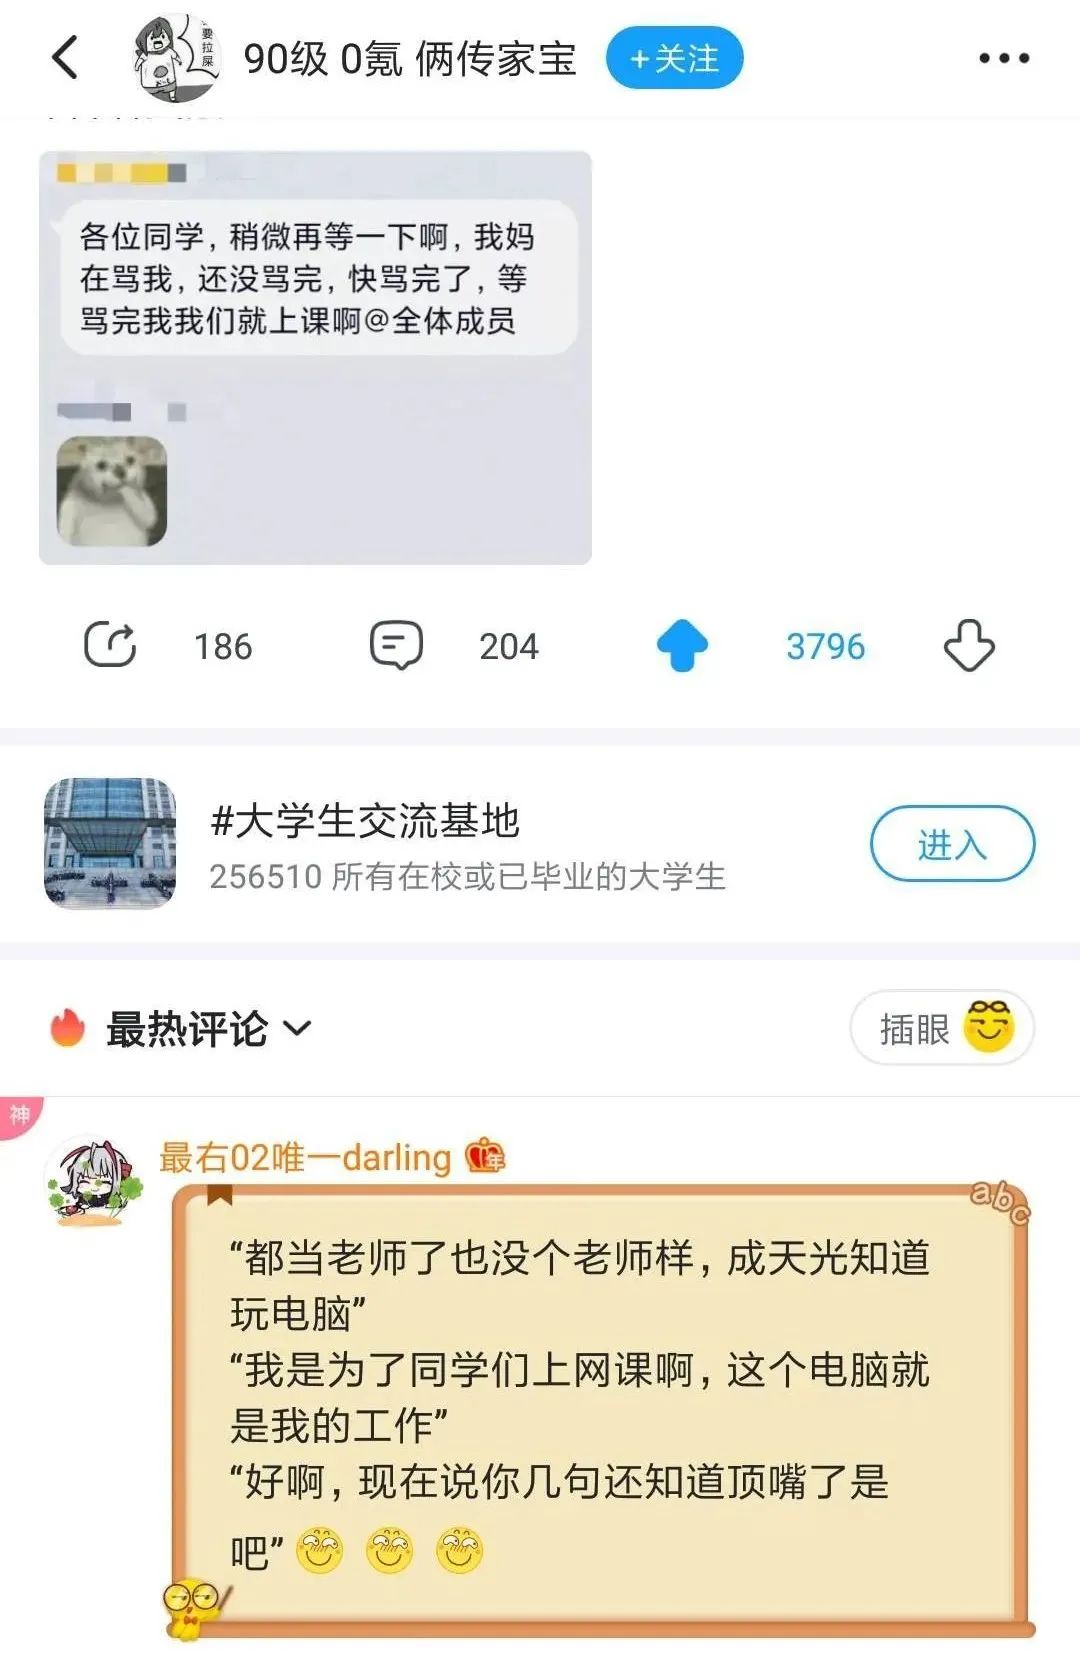 要拉屎
90级 0氪 俩传家宝
+关注
各位同学,稍微再等一下啊,我妈
在骂我,还没骂完,快骂完了,等
骂完我我们就上课啊@全体成员
186
204
3796
#大学生交流基地
256510 所有在校或已毕业的大学生
进入
最热评论
插眼
神
最右02唯一darling
年
abc
“都当老师了也没个老师样,成天光知道
玩电脑”
“我是为了同学们上网课啊,这个电脑就
是我的工作”
“好啊,现在说你几句还知道顶嘴了是
吧”